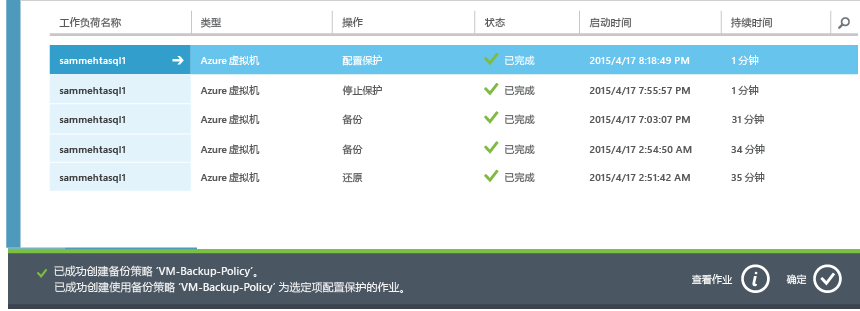 工作负荷名称 类型 操作 状态 启动时间 持续时间
sammehtasql1 Azure 虚拟机 配置保护 已完成 2015/4/17 8:18:49 PM 1 分钟
sammehtasql1 Azure 虚拟机 停止保护 已完成 2015/4/17 7:55:57 PM 1 分钟
sammehtasql1 Azure 虚拟机 备份 已完成 2015/4/17 7:03:07 PM 31 分钟
sammehtasql1 Azure 虚拟机 备份 已完成 2015/4/17 2:54:50 AM 34 分钟
sammehtasql1 Azure 虚拟机 还原 已完成 2015/4/17 2:51:42 AM 35 分钟
已成功创建备份策略 'VM-Backup-Policy'。
已成功创建使用备份策略 'VM-Backup-Policy' 为选定项配置保护的作业。
查看作业 确定